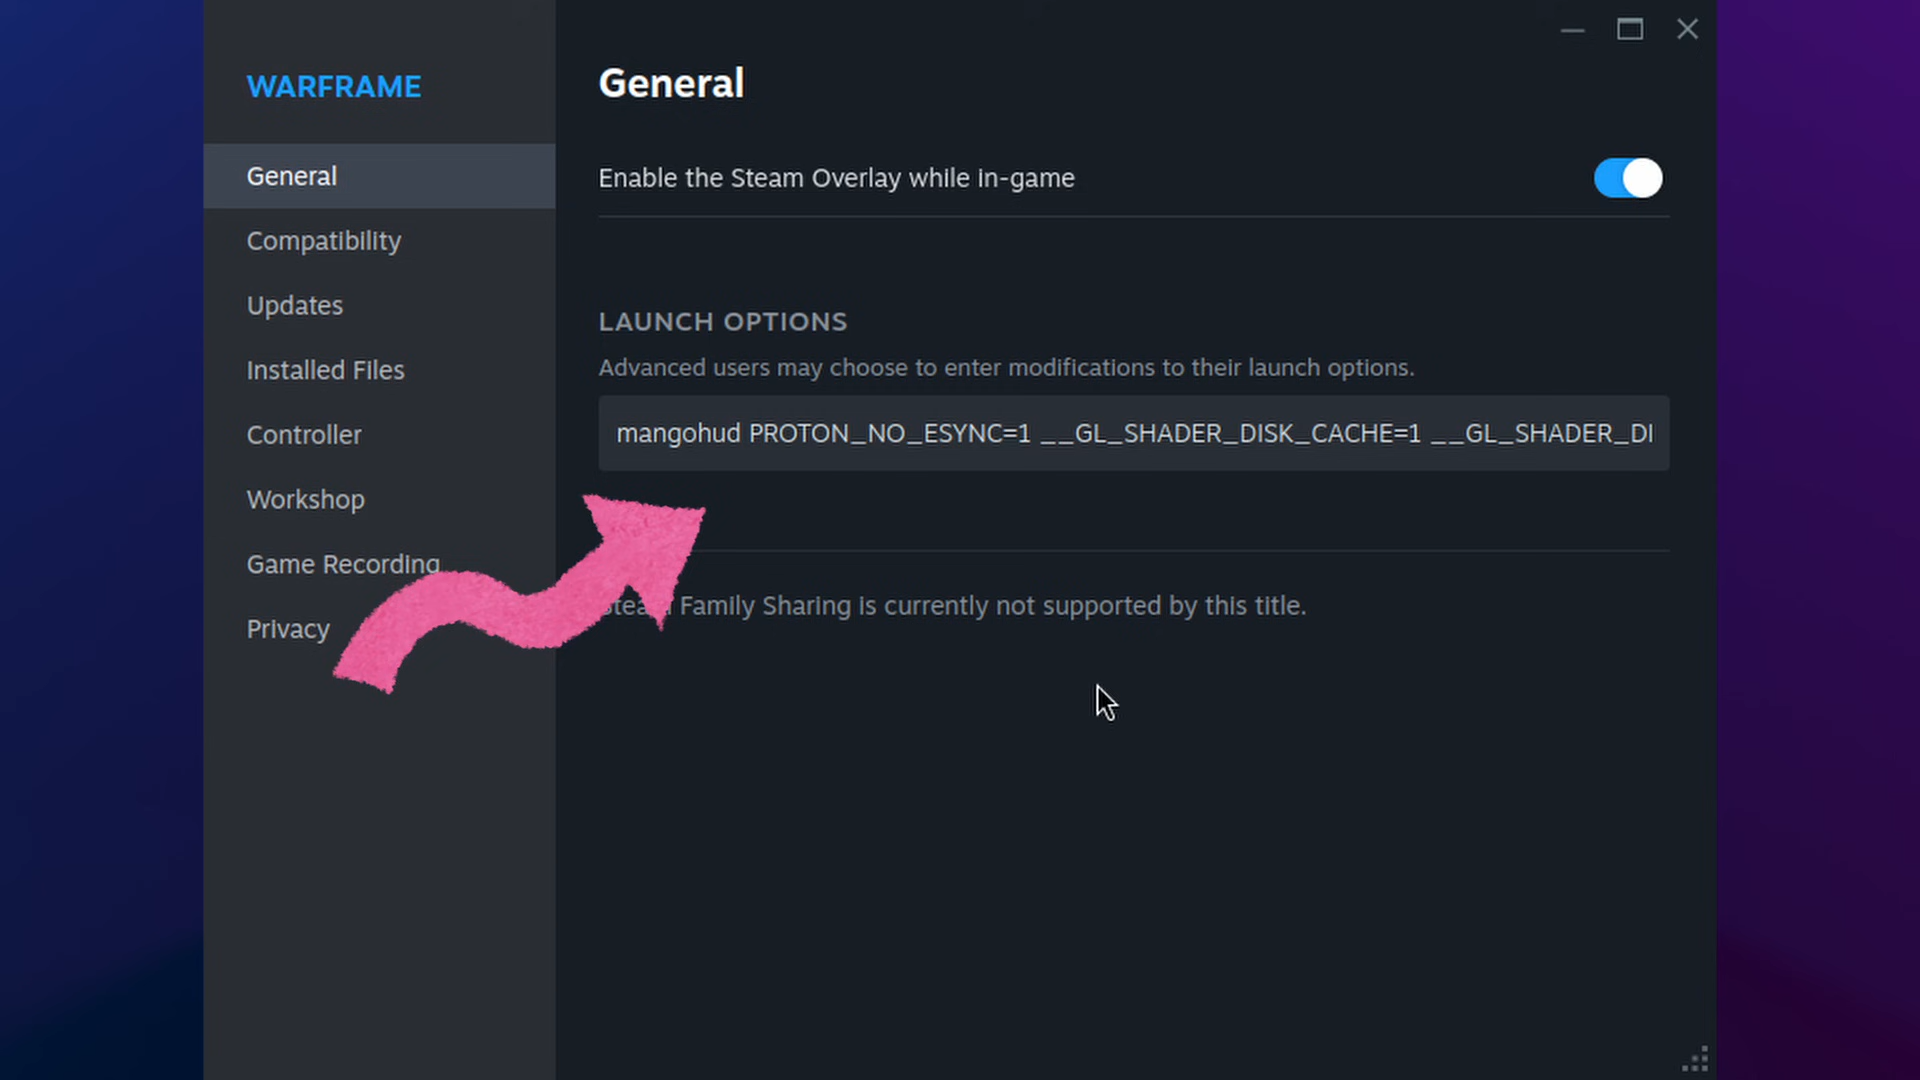 WARFRAME
General
Compatibility
Updates
Installed Files
Controller
Workshop
Game Recording
Privacy
General
Enable the Steam Overlay while in-game
LAUNCH OPTIONS
Advanced users may choose to enter modifications to their launch options.
mangohud PROTON_NO_ESYNC=1 __GL_SHADER_DISK_CACHE=1 __GL_SHADER_DI
Steam Family Sharing is currently not supported by this title.